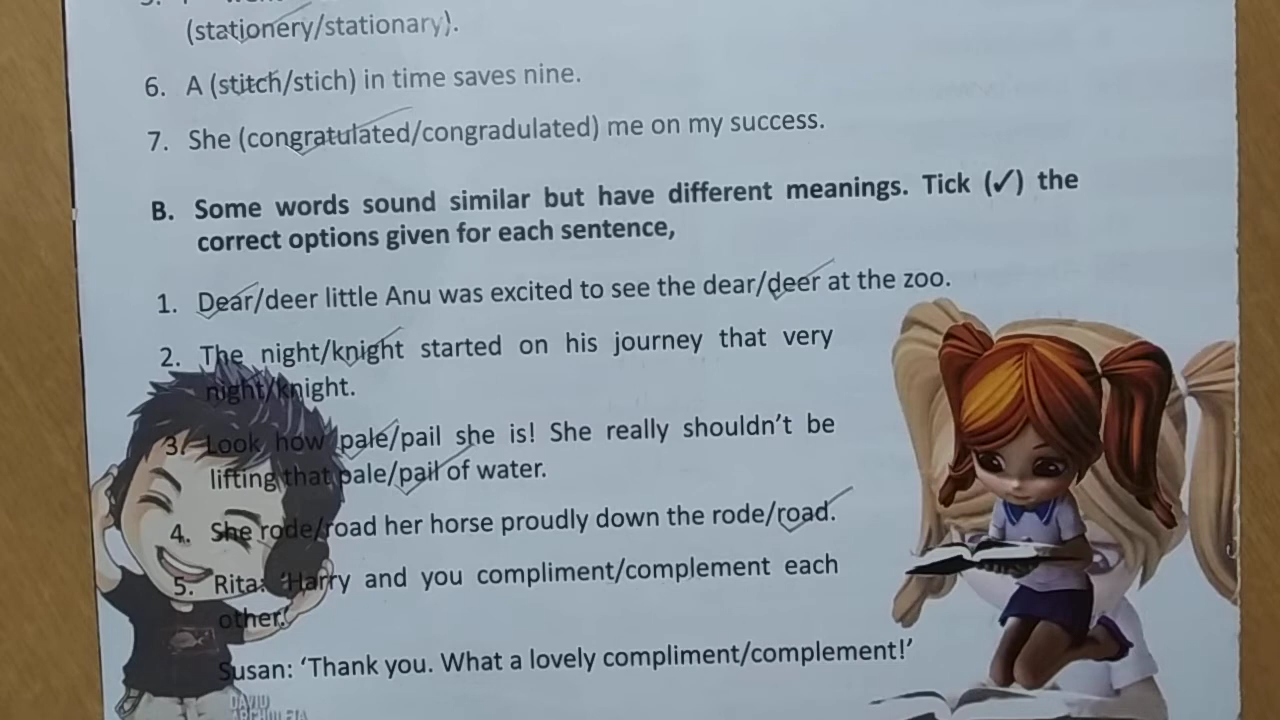 (stationery/stationary).
6. A (stitch/stich) in time saves nine.
7. She (congratulated/congradulated) me on my success.
B. Some words sound similar but have different meanings. Tick (✓) the
correct options given for each sentence,
1. Dear/deer little Anu was excited to see the dear/deer at the zoo.
2. The night/knight started on his journey that very
night/knight.
3. Look how pale/pail she is! She really shouldn't be
lifting that pale/pail of water.
4. She rode/road her horse proudly down the rode/road.
5. Rita: 'Harry and you compliment/complement each
other.'
Susan: 'Thank you. What a lovely compliment/complement!'
DAVID
ARCHULETA